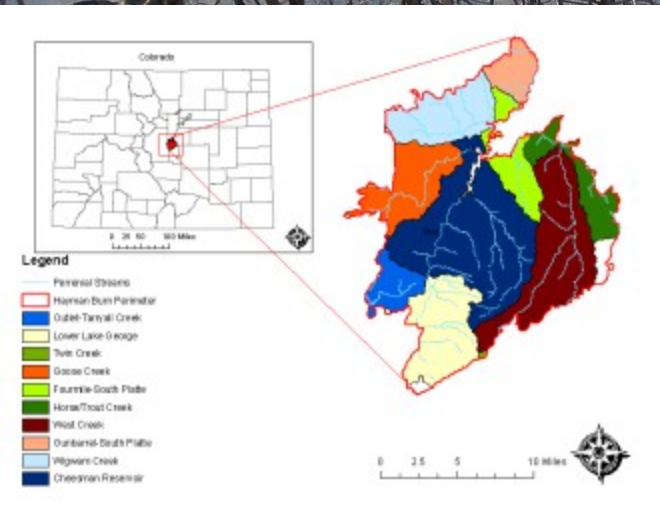 Colorado
0 25 50 100 Miles
Legend
Perrenial Streams
Hayman Burn Perimeter
Outlet-Tarryall Creek
Lower Lake George
Twin Creek
Goose Creek
Fourmile-South Platte
Horse/Trout Creek
West Creek
Gunbarrel-South Platte
Wigwam Creek
Cheesman Reservoir
0 2.5 5 10 Miles